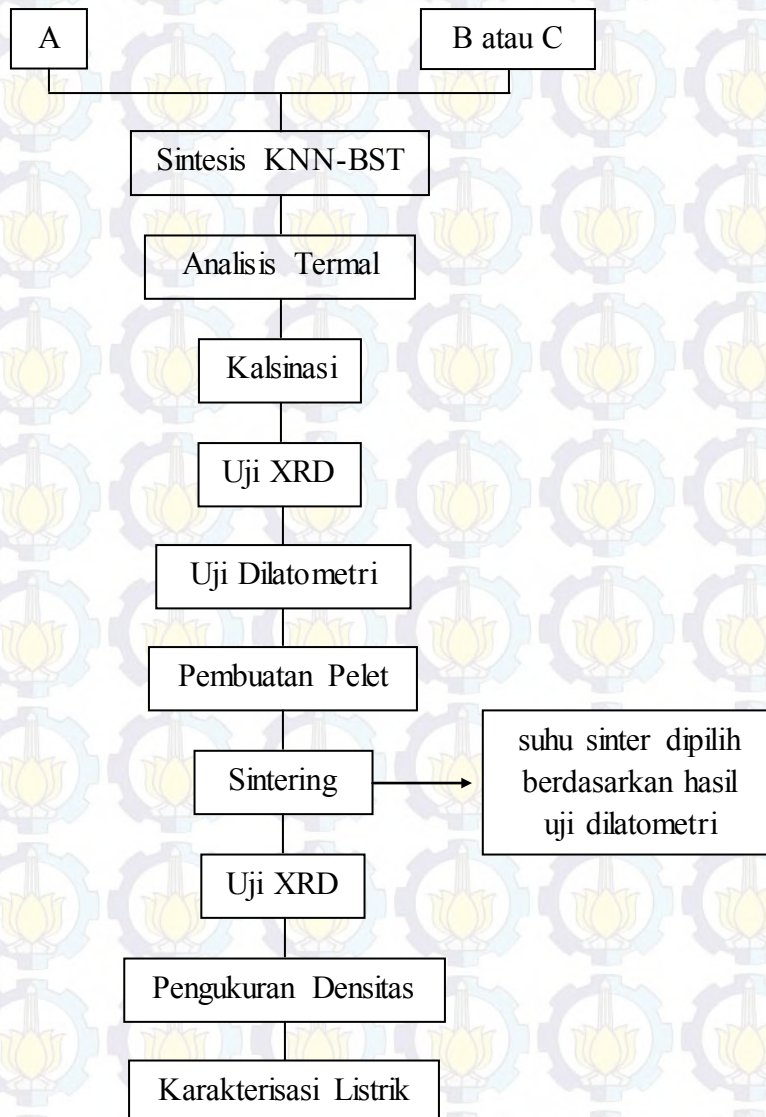 A
B atau C
Sintesis KNN-BST
Analisis Termal
Kalsinasi
Uji XRD
Uji Dilatometri
Pembuatan Pelet
Sintering
suhu sinter dipilih
berdasarkan hasil
uji dilatometri
Uji XRD
Pengukuran Densitas
Karakterisasi Listrik